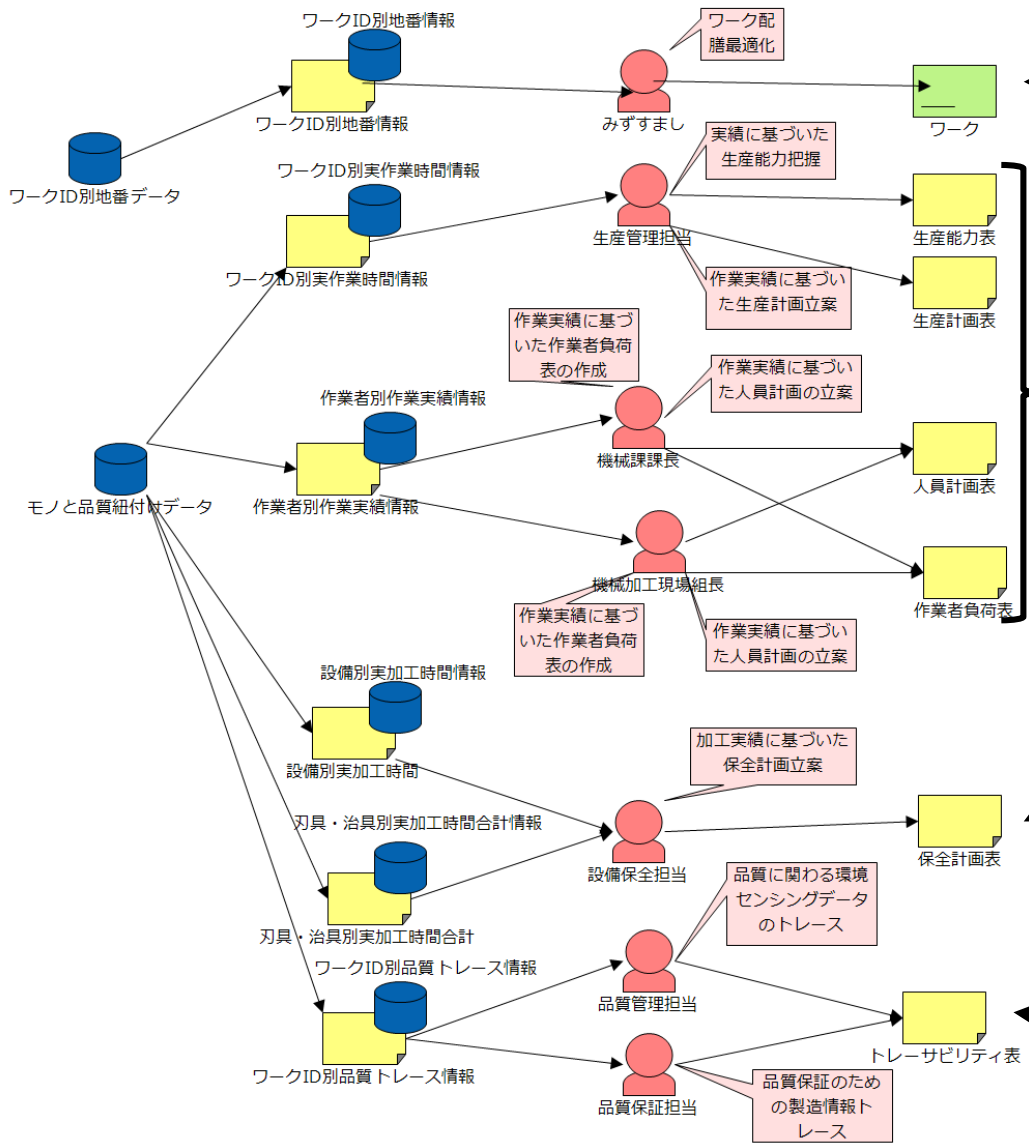 ワークID別地番情報
ワーク配
膳最適化
ワークID別地番情報
みずすまし
ワーク
ワークID別地番データ
ワークID別実作業時間情報
実績に基づいた
生産能力把握
生産管理担当
生産能力表
ワークID別実作業時間情報
作業実績に基づい
た生産計画立案
生産計画表
作業実績に基づ
いた作業者負荷
表の作成
作業実績に基づい
た人員計画の立案
作業者別作業実績情報
機械課課長
人員計画表
モノと品質紐付けデータ
作業者別作業実績情報
機械加工現場組長
作業者負荷表
作業実績に基づ
いた作業者負荷
表の作成
作業実績に基づい
た人員計画の立案
設備別実加工時間情報
設備別実加工時間
加工実績に基づいた
保全計画立案
刃具・治具別実加工時間合計情報
設備保全担当
保全計画表
刃具・治具別実加工時間合計
品質に関わる環境
センシングデータ
のトレース
ワークID別品質トレース情報
品質管理担当
トレーサビリティ表
ワークID別品質トレース情報
品質保証担当
品質保証のため
の製造情報ト
レース